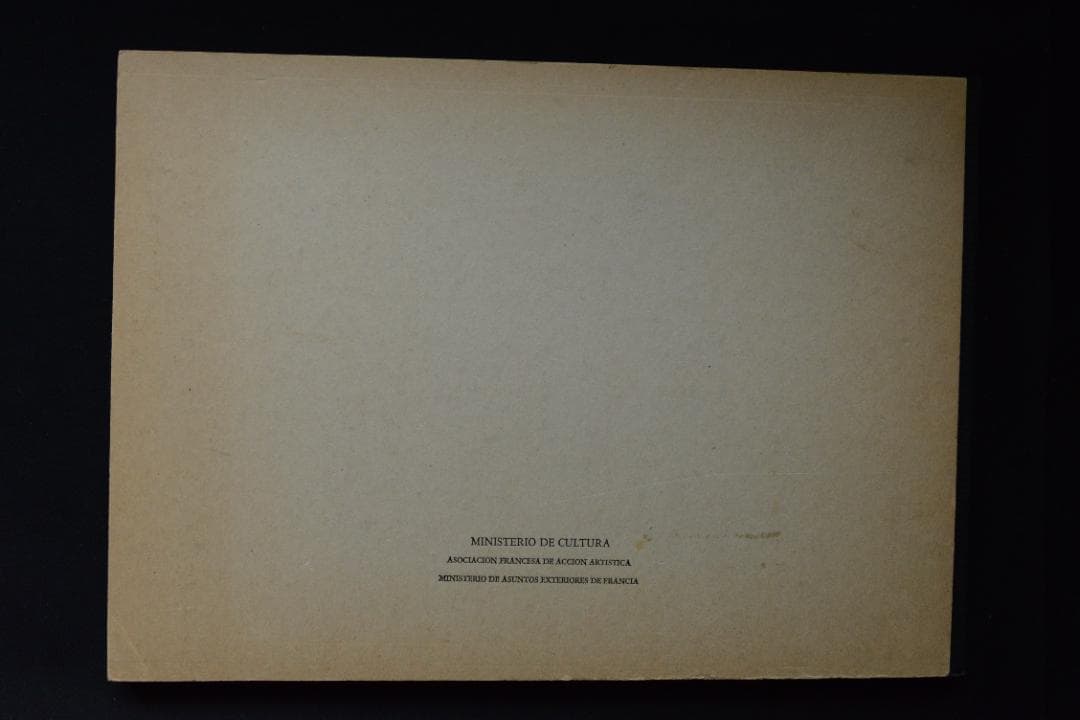 MINISTERIO DE CULTURA
ASOCIACION FRANCESA DE ACCION ARTISTICA
MINISTERIO DE ASUNTOS EXTERIORES DE FRANCIA